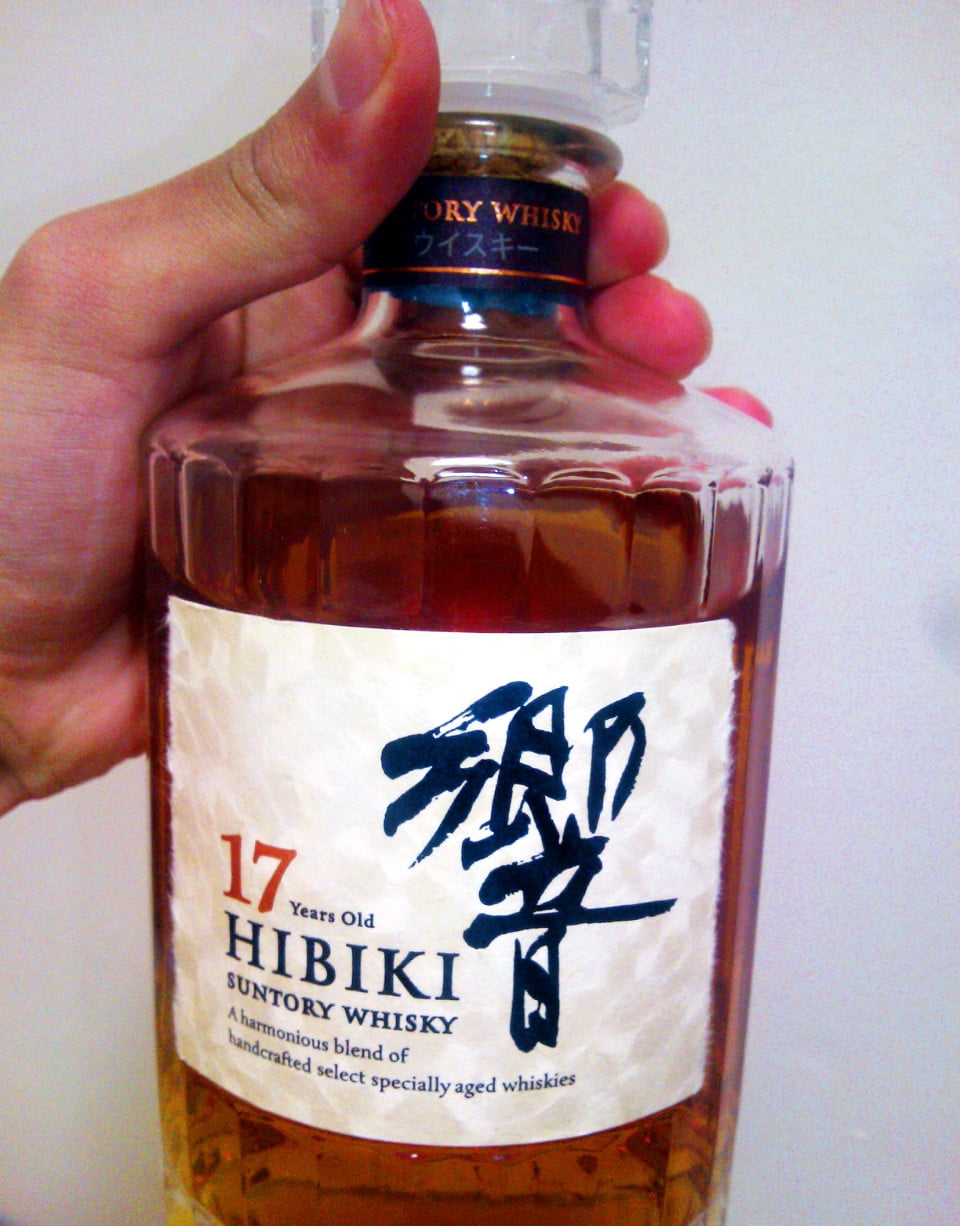 TORY WHISKY
ウイスキー
響
17 Years Old
HIBIKI
SUNTORY WHISKY
A harmonious blend of
handcrafted select specially aged whiskies